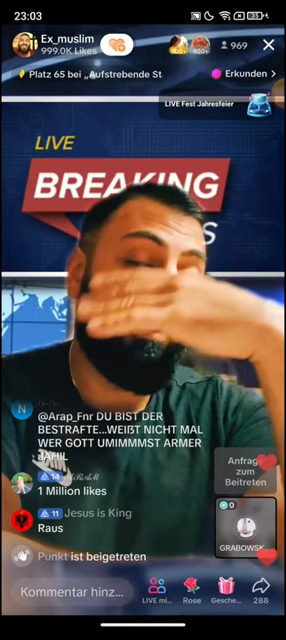 23:03
Ex_muslim
999.0K Likes
800+
800+
969
Platz 65 bei „Aufstrebende St
Erkunden >
LIVE Fest Jahresfeier
LIVE
BREAKING
S
N
@Arap_Fnr DU BIST DER
BESTRAFTE...WEIßT NICHT MAL
WER GOTT UMIMMMST ARMER
JAHIL
14
1 Million likes
11 Jesus is King
Raus
Punkt ist beigetreten
Anfrage
zum
Beitreten
0
GRABOWSK
Kommentar hinz...
LIVE mi...
Rose
Gesche...
288